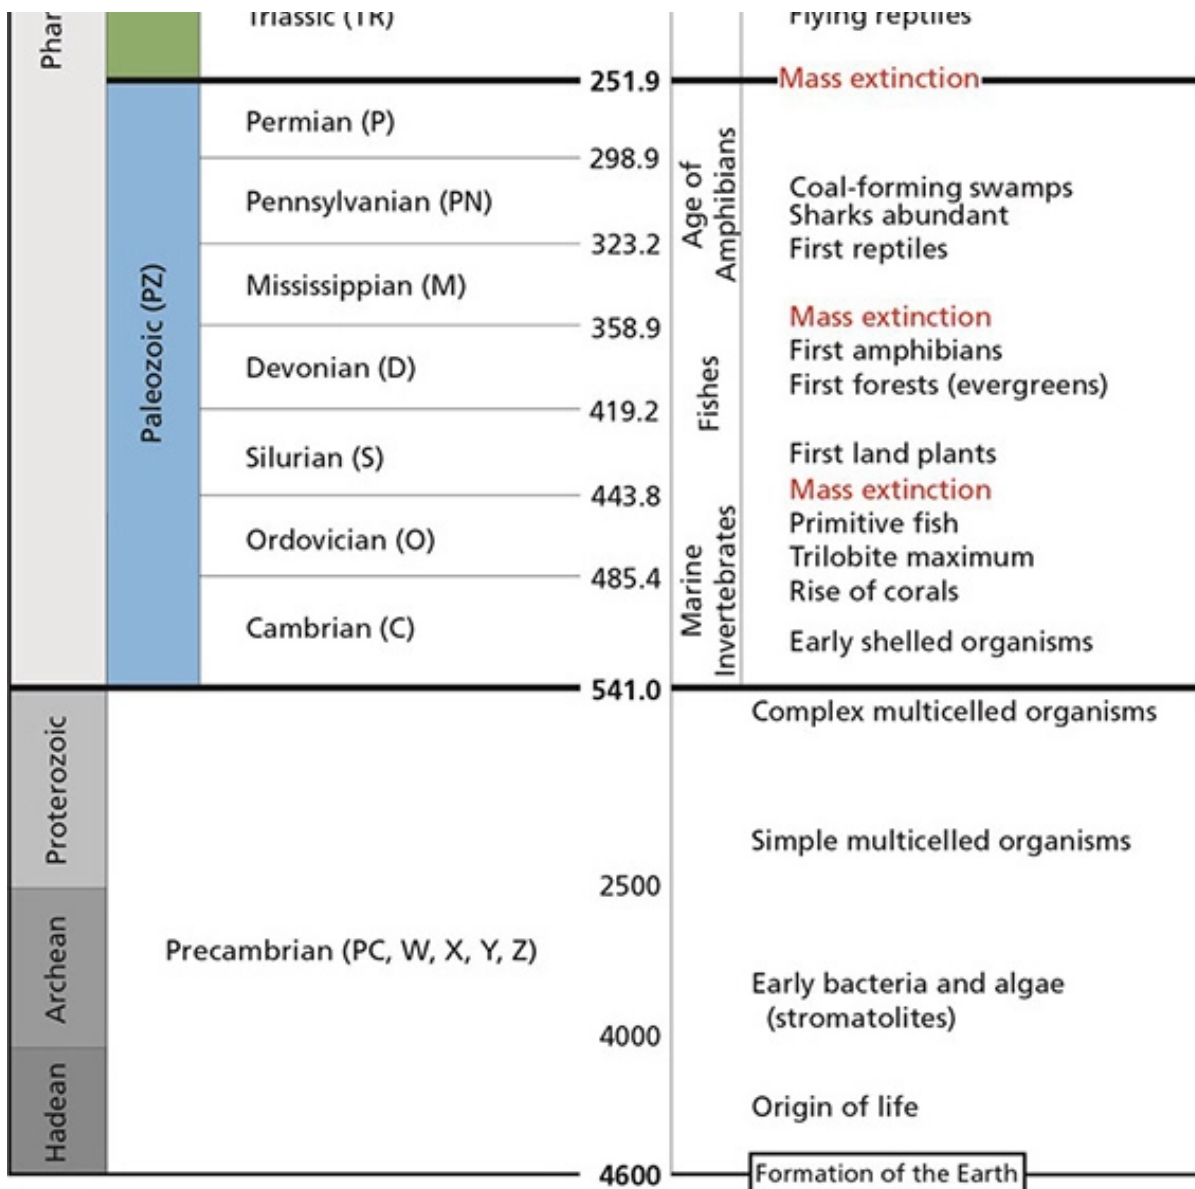 Phan
Triassic (TR)
Flying reptiles
251.9
Mass extinction
Paleozoic (PZ)
Permian (P)
298.9
Age of
Amphibians
Pennsylvanian (PN)
Coal-forming swamps
Sharks abundant
323.2
First reptiles
Mississippian (M)
Mass extinction
358.9
First amphibians
Devonian (D)
First forests (evergreens)
Fishes
419.2
Silurian (S)
First land plants
443.8
Mass extinction
Primitive fish
Ordovician (O)
Trilobite maximum
485.4
Rise of corals
Marine
Invertebrates
Cambrian (C)
Early shelled organisms
541.0
Complex multicelled organisms
Proterozoic
Simple multicelled organisms
2500
Archean
Precambrian (PC, W, X, Y, Z)
Early bacteria and algae
(stromatolites)
4000
Hadean
Origin of life
4600
Formation of the Earth